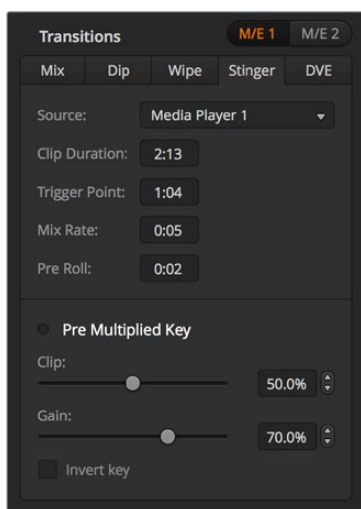 Transitions M/E 1 M/E 2
Mix Dip Wipe Stinger DVE
Source: Media Player 1
Clip Duration: 2:13
Trigger Point: 1:04
Mix Rate: 0:05
Pre Roll: 0:02
Pre Multiplied Key
Clip:
50.0%
Gain:
70.0%
Invert key